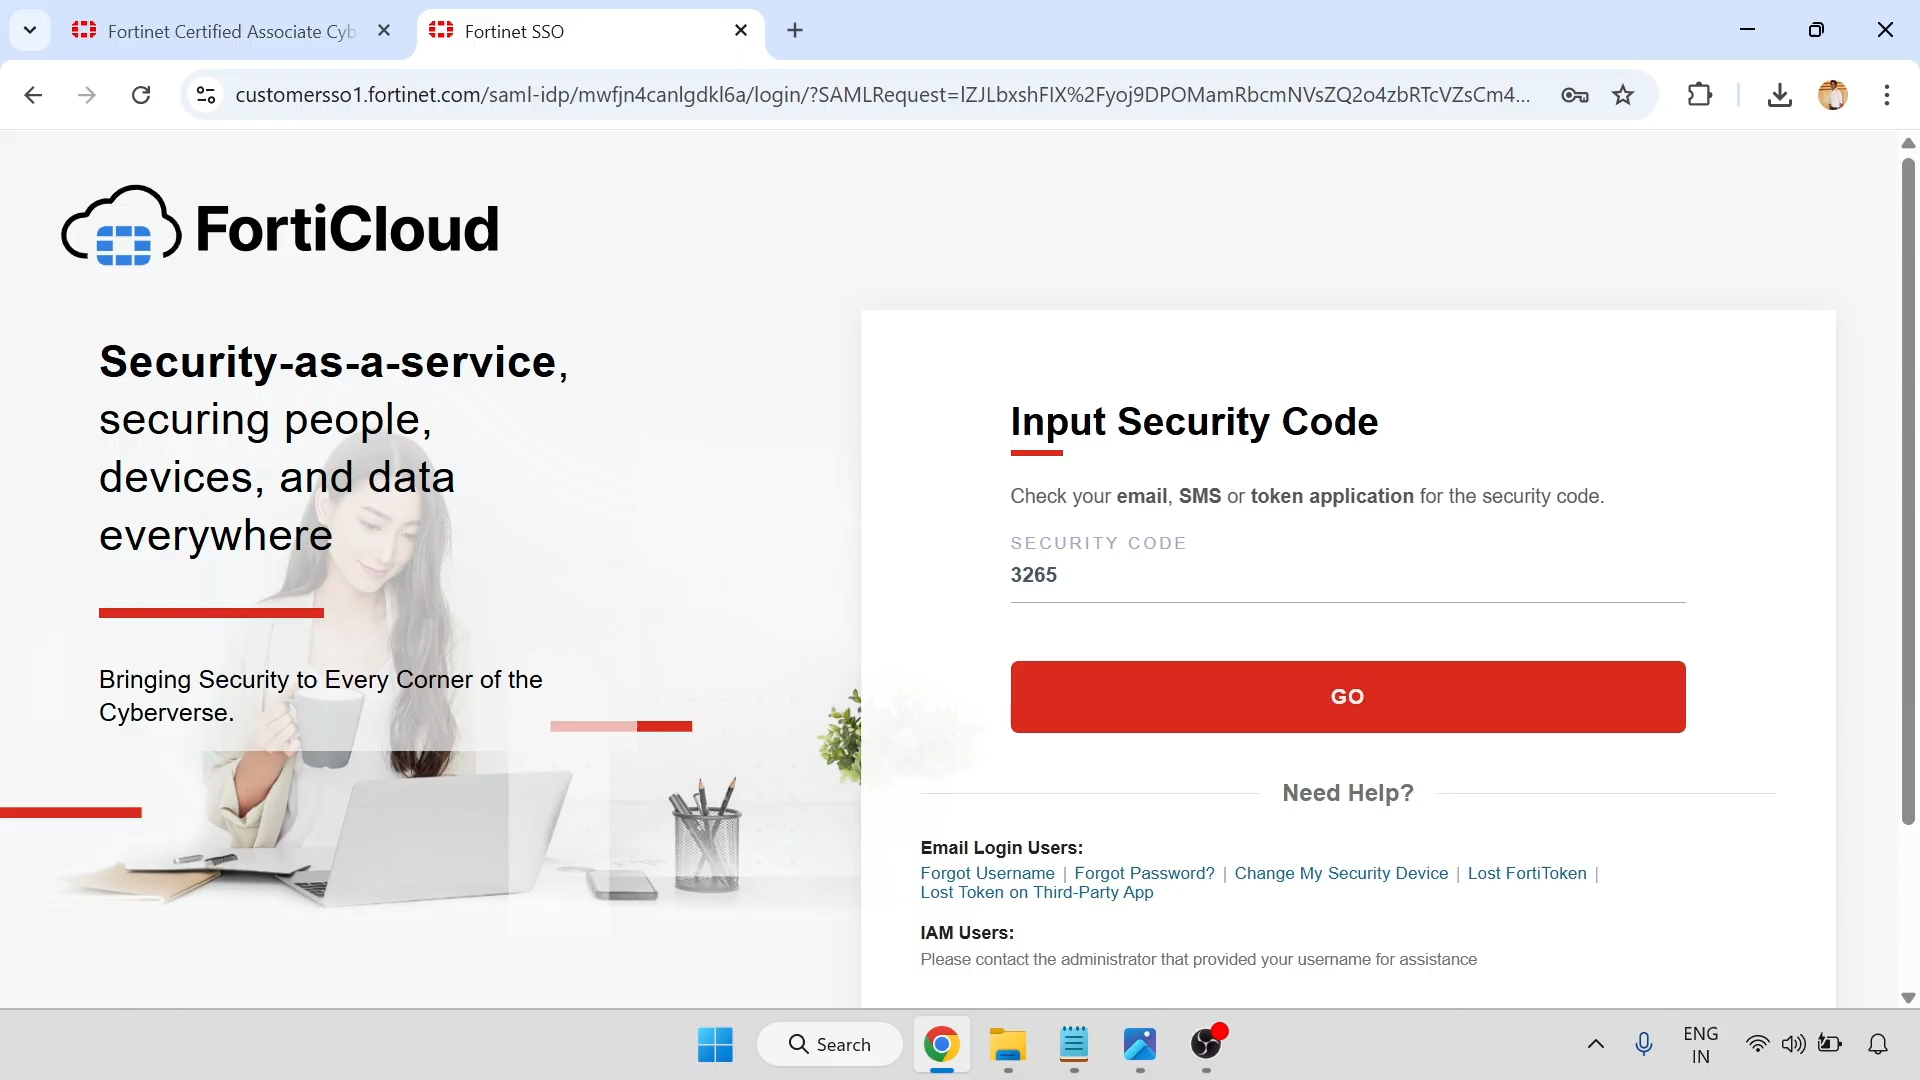 Fortinet Certified Associate Cyb
Fortinet SSO
customersso1.fortinet.com/saml-idp/mwfjn4canlgdkl6a/login/?SAMLRequest=lZJLbxshFIX%2Fyoj9DPOMamRbcmNVsZQ2o4zbRTcVZsCm4...
FortiCloud
Security-as-a-service,
securing people,
devices, and data
everywhere
Bringing Security to Every Corner of the
Cyberverse.
Input Security Code
Check your email, SMS or token application for the security code.
SECURITY CODE
3265
GO
Need Help?
Email Login Users:
Forgot Username | Forgot Password? | Change My Security Device | Lost FortiToken |
Lost Token on Third-Party App
IAM Users:
Please contact the administrator that provided your username for assistance
Search
ENG
IN